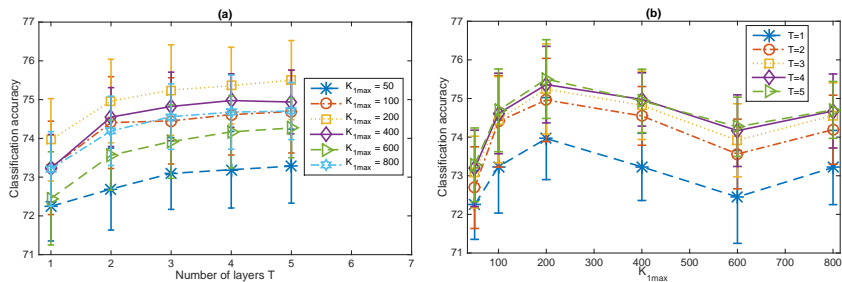 (a)
Classification accuracy
77
76
75
74
73
72
71
1 2 3 4 5 6 7
Number of layers T
K1max = 50
K1max = 100
K1max = 200
K1max = 400
K1max = 600
K1max = 800
(b)
Classification accuracy
77
76
75
74
73
72
71
100 200 300 400 500 600 700 800
K1max
T=1
T=2
T=3
T=4
T=5